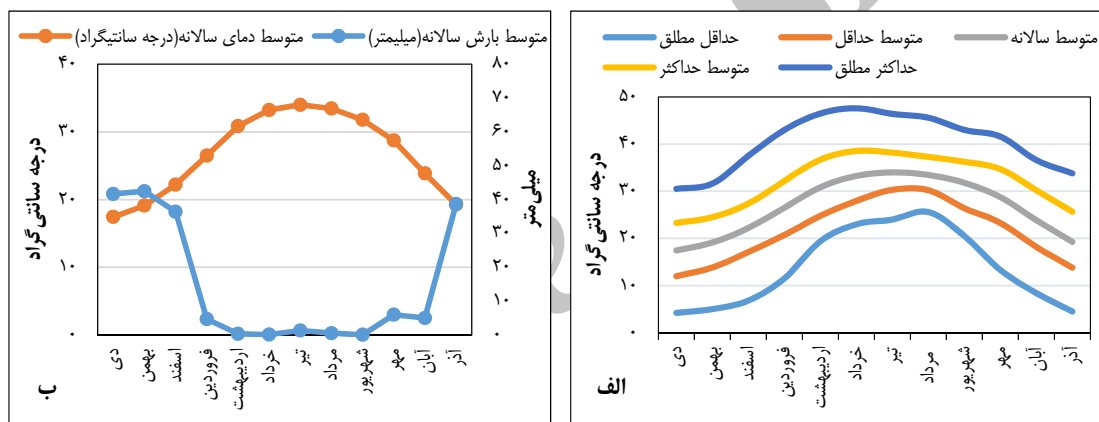 متوسط بارش سالانه(میلیمتر) متوسط دمای سالانه(درجه سانتیگراد)
درجه سانتی گراد
۴۰
۳۰
۲۰
۱۰
۰
۸۰
۷۰
۶۰
۵۰
۴۰
۳۰
۲۰
۱۰
۰
میلی متر
دی
بهمن
اسفند
فروردین
اردیبهشت
خرداد
تیر
مرداد
شهریور
مهر
آبان
آذر
ب
حداقل مطلق متوسط حداقل متوسط سالانه
متوسط حداکثر حداکثر مطلق
درجه سانتی گراد
۵۰
۴۰
۳۰
۲۰
۱۰
۰
دی
بهمن
اسفند
فروردین
اردیبهشت
خرداد
تیر
مرداد
شهریور
مهر
آبان
آذر
الف